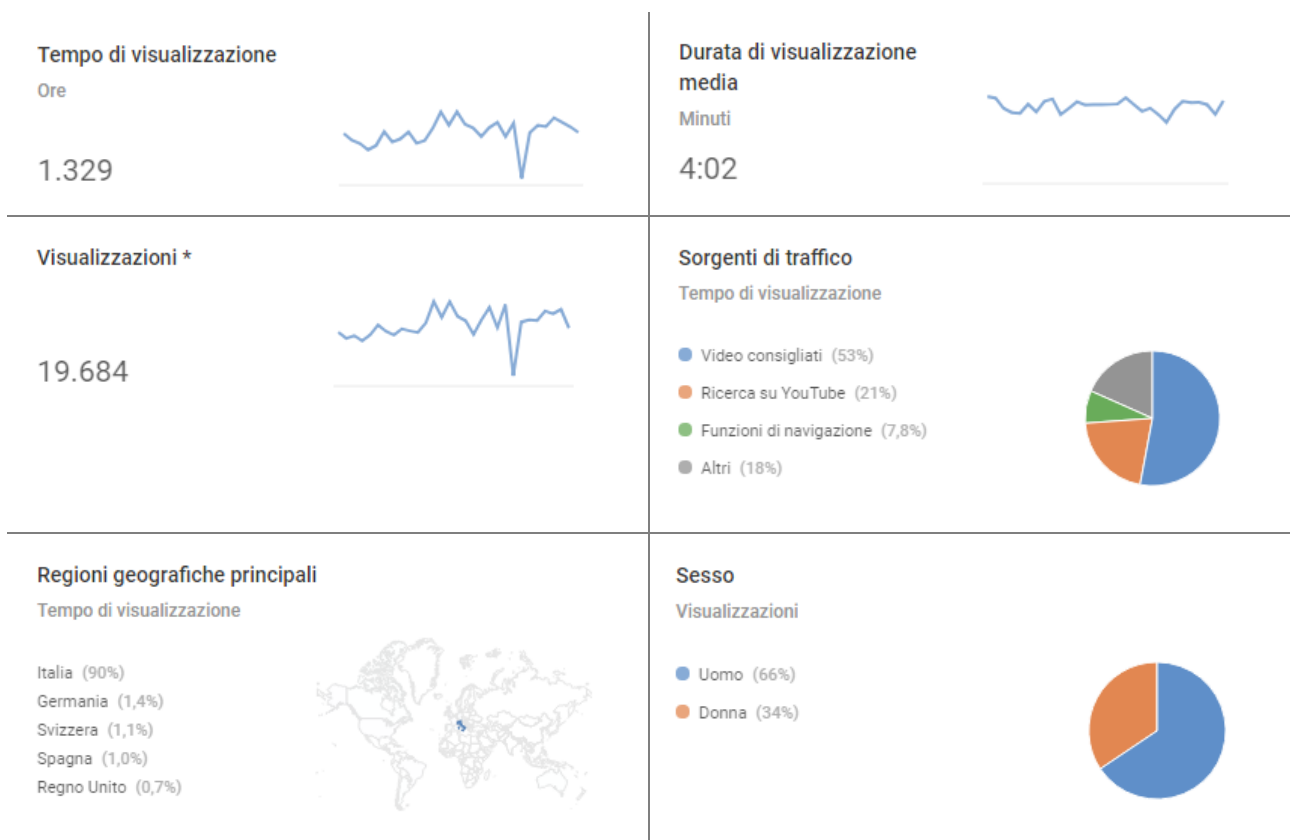 Tempo di visualizzazione
Ore
1.329
Durata di visualizzazione
media
Minuti
4:02
Visualizzazioni *
19.684
Sorgenti di traffico
Tempo di visualizzazione
Video consigliati (53%)
Ricerca su YouTube (21%)
Funzioni di navigazione (7,8%)
Altri (18%)
Regioni geografiche principali
Tempo di visualizzazione
Italia (90%)
Germania (1,4%)
Svizzera (1,1%)
Spagna (1,0%)
Regno Unito (0,7%)
Sesso
Visualizzazioni
Uomo (66%)
Donna (34%)